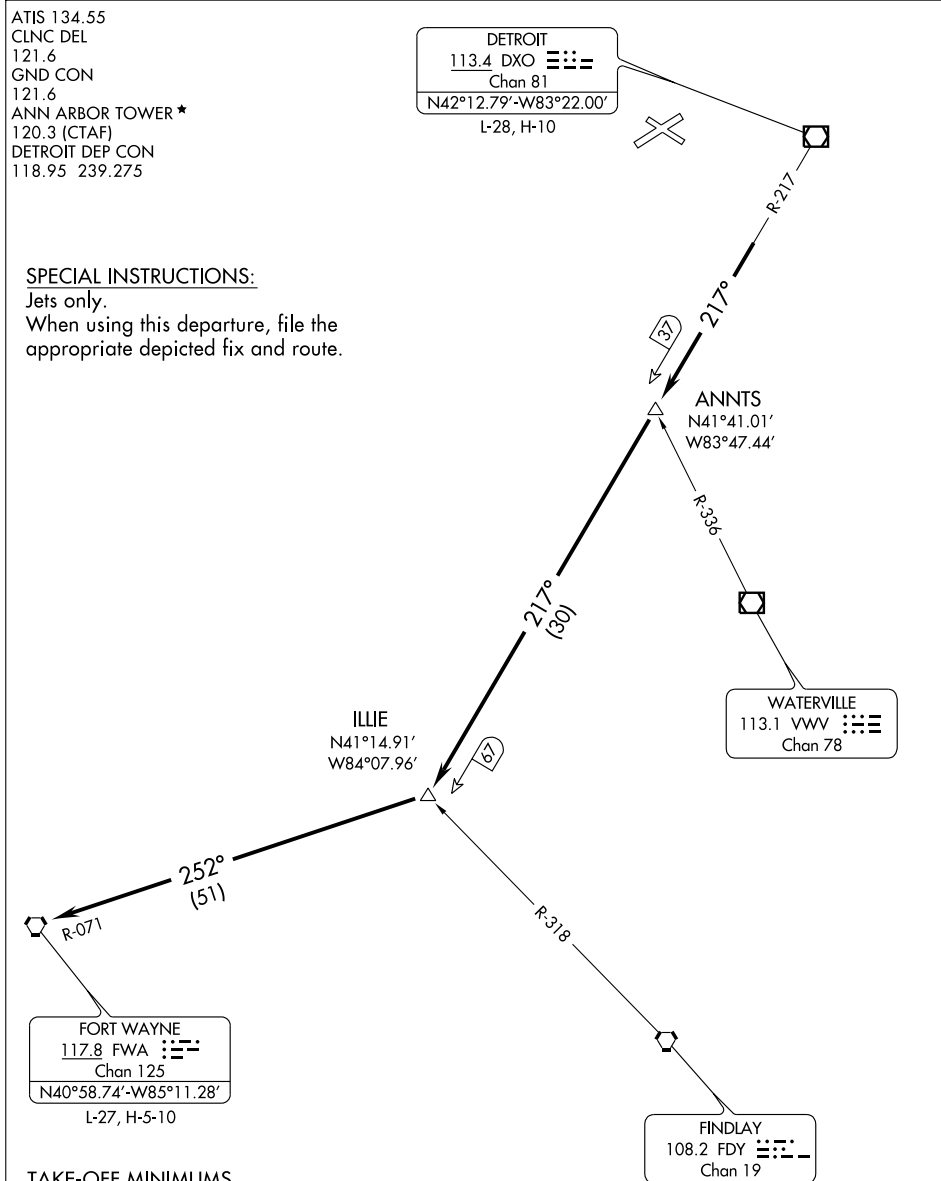 ATIS 134.55
CLNC DEL
121.6
GND CON
121.6
ANN ARBOR TOWER ★
120.3 (CTAF)
DETROIT DEP CON
118.95 239.275
DETROIT
113.4 DXO
Chan 81
N42°12.79'-W83°22.00'
L-28, H-10
R-217
SPECIAL INSTRUCTIONS:
Jets only.
When using this departure, file the
appropriate depicted fix and route.
217°
37
ANNTS
N41°41.01'
W83°47.44'
R-336
217°
(30)
WATERVILLE
113.1 VWV
Chan 78
ILLIE
N41°14.91'
W84°07.96'
67
252°
(51)
R-071
R-318
FORT WAYNE
117.8 FWA
Chan 125
N40°58.74'-W85°11.28'
L-27, H-5-10
FINDLAY
108.2 FDY
Chan 19
TAKE-OFF MINIMUMS